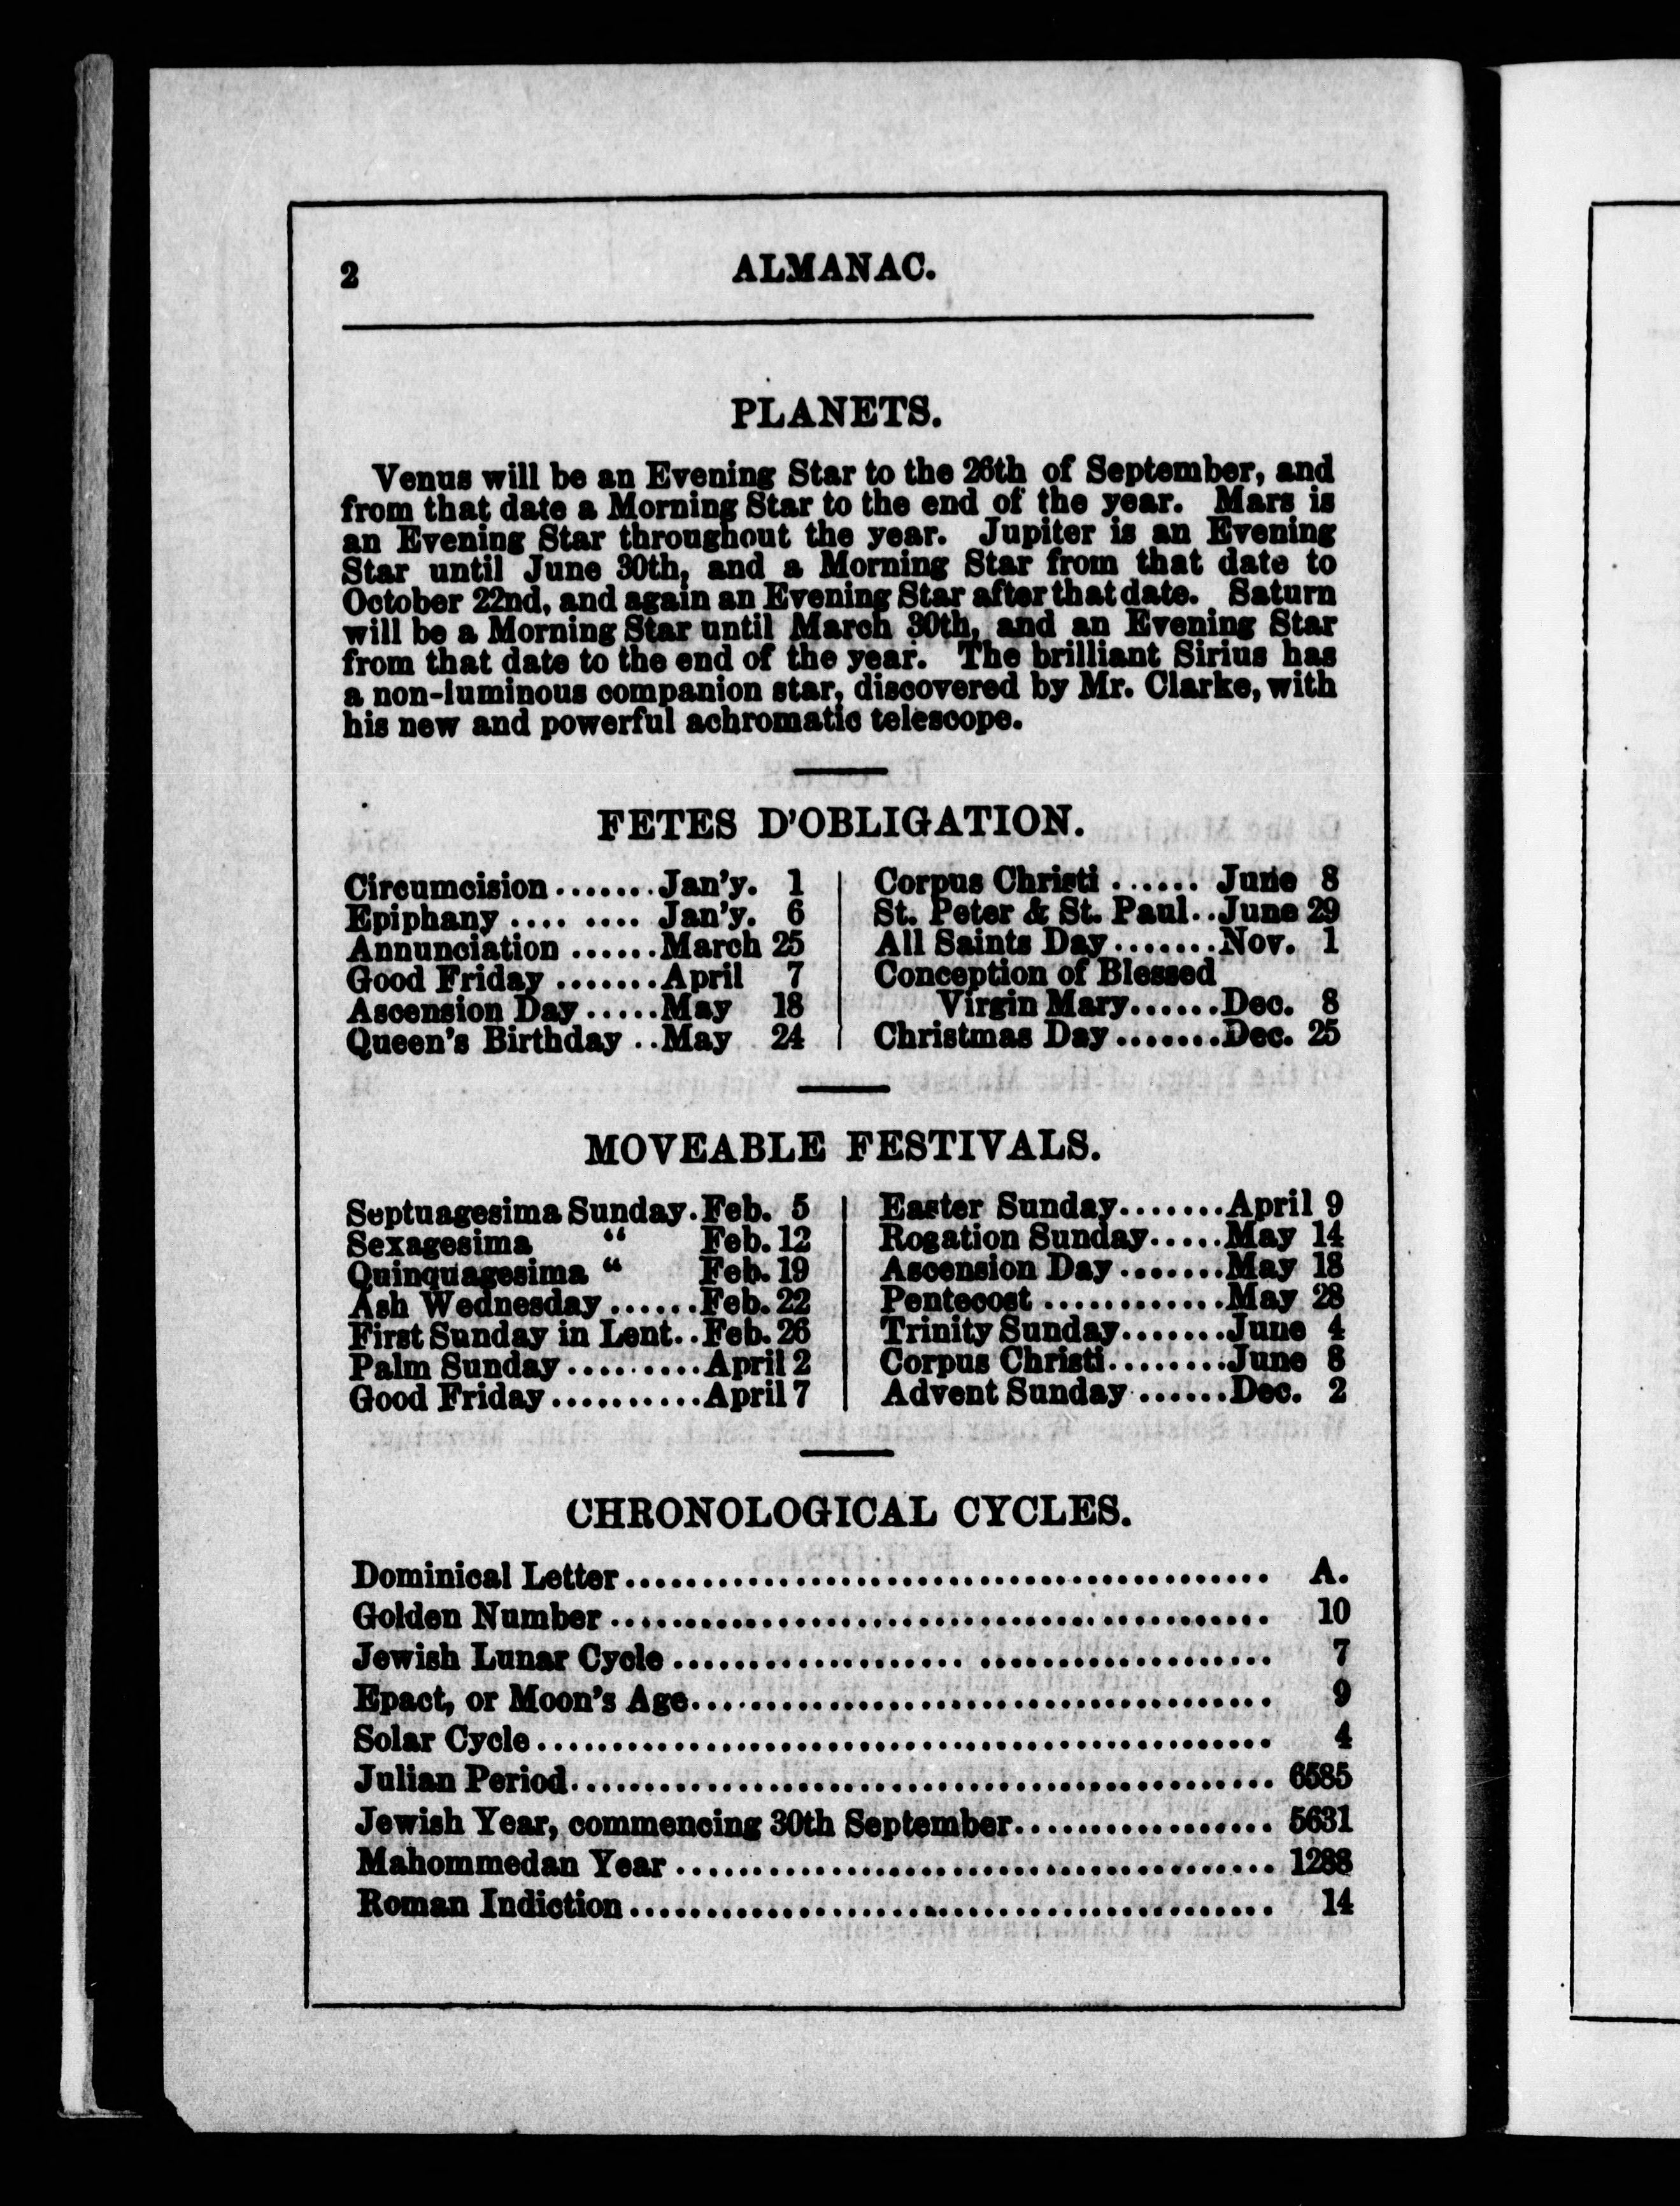 2
ALMANAC.
PLANETS.
Venus will be an Evening Star to the 26th of September, and
from that date a Morning Star to the end of the year. Mars is
an Evening Star throughout the year. Jupiter is an Evening
Star until June 30th, and a Morning Star from that date to
October 22nd, and again an Evening Star after that date. Saturn
will be a Morning Star until March 30th, and an Evening Star
from that date to the end of the year. The brilliant Sirius has
a non-luminous companion star, discovered by Mr. Clarke, with
his new and powerful achromatic telescope.
FETES D'OBLIGATION.
Circumcision.......Jan'y. 1
Epiphany.... .... Jan'y. 6
Annunciation ......March 25
Good Friday.......April 7
Ascension Day.....May 18
Queen's Birthday ..May 24
Corpus Christi ...... June 8
St. Peter & St. Paul..June 29
All Saints Day.......Nov. 1
Conception of Blessed
Virgin Mary......Dec. 8
Christmas Day.......Dec. 25
MOVEABLE FESTIVALS.
Septuagesima Sunday.Feb. 5
Sexagesima " Feb. 12
Quinquagesima " Feb. 19
Ash Wednesday......Feb. 22
First Sunday in Lent..Feb. 26
Palm Sunday.........April 2
Good Friday..........April 7
Easter Sunday.......April 9
Rogation Sunday.....May 14
Ascension Day.......May 18
Pentecost............May 28
Trinity Sunday.......June 4
Corpus Christi........June 8
Advent Sunday......Dec. 2
CHRONOLOGICAL CYCLES.
Dominical Letter........................................ A.
Golden Number........................................ 10
Jewish Lunar Cycle................... ................... 7
Epact, or Moon's Age...................................... 9
Solar Cycle................................................ 4
Julian Period.............................................. 6585
Jewish Year, commencing 30th September................. 5631
Mahommedan Year....................................... 1288
Roman Indiction.......................................... 14